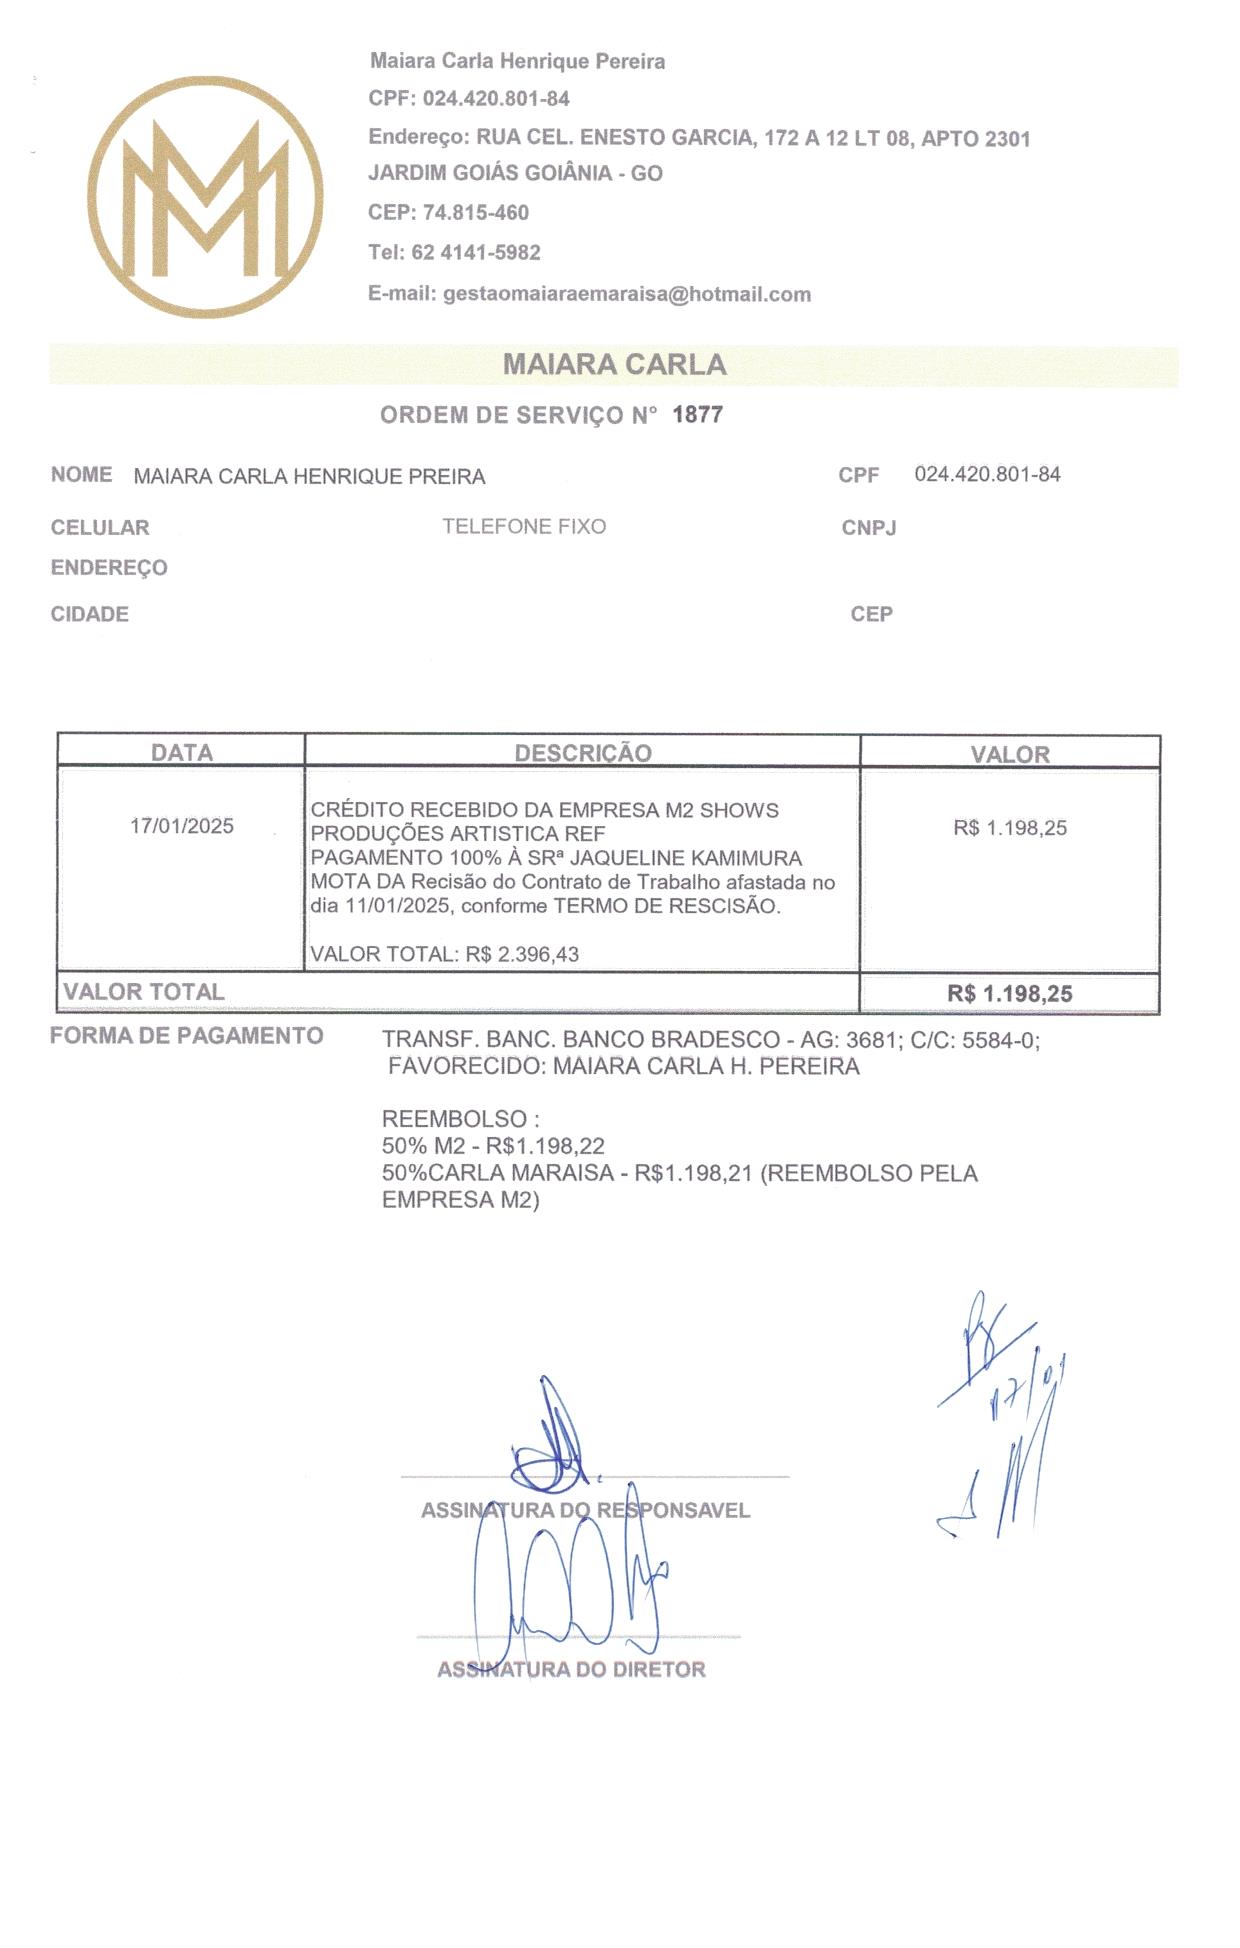 Maiara Carla Henrique Pereira
CPF: 024.420.801-84
Endereço: RUA CEL. ENESTO GARCIA, 172 A 12 LT 08, APTO 2301
JARDIM GOIÁS GOIÂNIA - GO
CEP: 74.815-460
Tel: 62 4141-5982
E-mail: gestaomaiaraemaraisa@hotmail.com
MAIARA CARLA
ORDEM DE SERVIÇO N° 1877
NOME MAIARA CARLA HENRIQUE PREIRA CPF 024.420.801-84
CELULAR TELEFONE FIXO CNPJ
ENDEREÇO
CIDADE CEP
DATA DESCRIÇÃO VALOR
CRÉDITO RECEBIDO DA EMPRESA M2 SHOWS
17/01/2025 PRODUÇÕES ARTISTICA REF R$ 1.198,25
PAGAMENTO 100% À SRª JAQUELINE KAMIMURA
MOTA DA Recisão do Contrato de Trabalho afastada no
dia 11/01/2025, conforme TERMO DE RESCISÃO.
VALOR TOTAL: R$ 2.396,43
VALOR TOTAL R$ 1.198,25
FORMA DE PAGAMENTO TRANSF. BANC. BANCO BRADESCO - AG: 3681; C/C: 5584-0;
FAVORECIDO: MAIARA CARLA H. PEREIRA
REEMBOLSO :
50% M2 - R$1.198,22
50%CARLA MARAISA - R$1.198,21 (REEMBOLSO PELA
EMPRESA M2)
17/01
ASSINATURA DO RESPONSAVEL
ASSINATURA DO DIRETOR